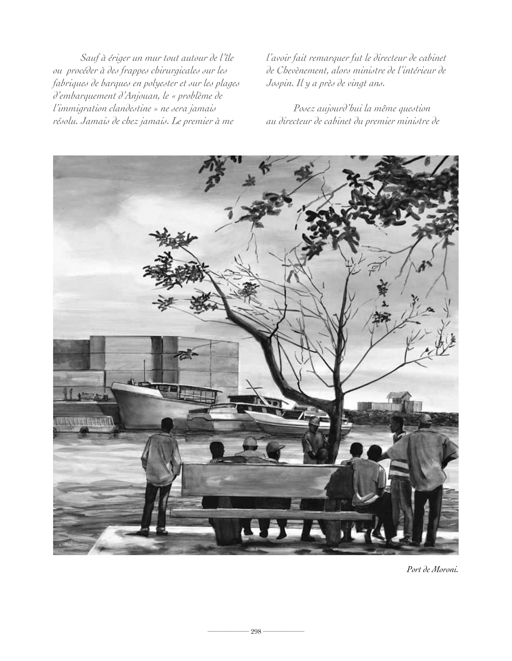 Sauf à ériger un mur tout autour de l'île
ou procéder à des frappes chirurgicales sur les
fabriques de barques en polyester et sur les plages
d'embarquement d'Anjouan, le « problème de
l'immigration clandestine » ne sera jamais
résolu. Jamais de chez jamais. Le premier à me
l'avoir fait remarquer fut le directeur de cabinet
de Chevènement, alors ministre de l'intérieur de
Jospin. Il y a près de vingt ans.
Posez aujourd'hui la même question
au directeur de cabinet du premier ministre de
Port de Moroni.
298